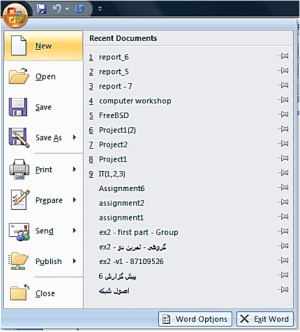 New
Open
Save
Save As
Print
Prepare
Send
Publish
Close
Recent Documents
1 report_6
2 report_5
3 report - 7
4 computer workshop
5 FreeBSD
6 Project1(2)
7 Project2
8 Project1
9 IT(1,2,3)
Assignment6
assignment2
assignment1
ex2 - first part - Group
ex2 - گروهی - تمرین دو
ex2 -v1 - 87109526
پیش گزارش 6
اصول شبکه
Word Options
Exit Word